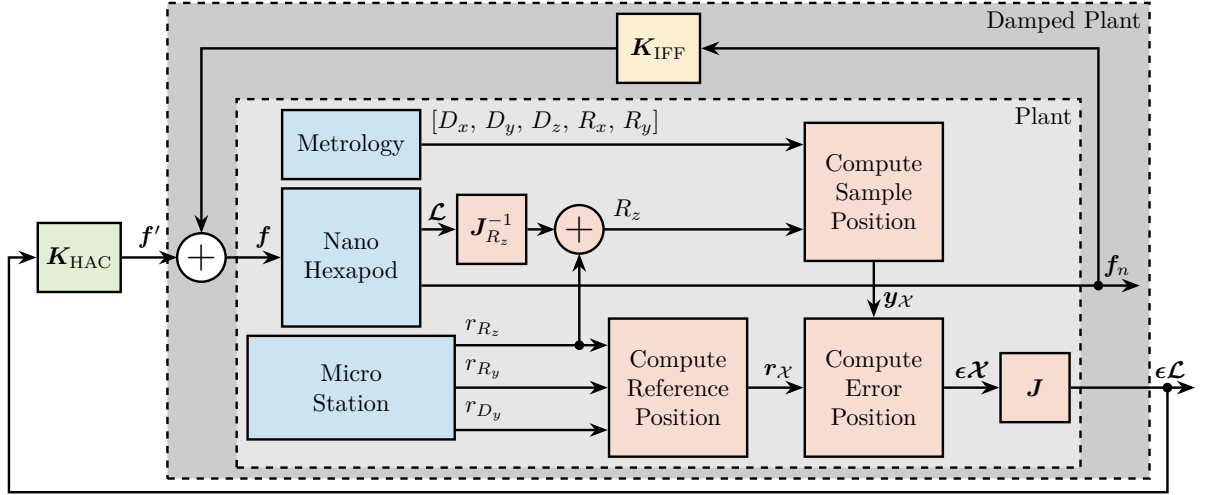 Damped Plant
K_IFF
Plant
Metrology
[D_x, D_y, D_z, R_x, R_y]
Compute
Sample
Position
Nano
Hexapod
𝓛
J_{R_z}^{-1}
+
R_z
K_HAC
f′
+
f
f_n
y_𝒳
Micro
Station
r_{R_z}
r_{R_y}
r_{D_y}
Compute
Reference
Position
r_𝒳
Compute
Error
Position
ϵ𝒳
J
ϵ𝓛